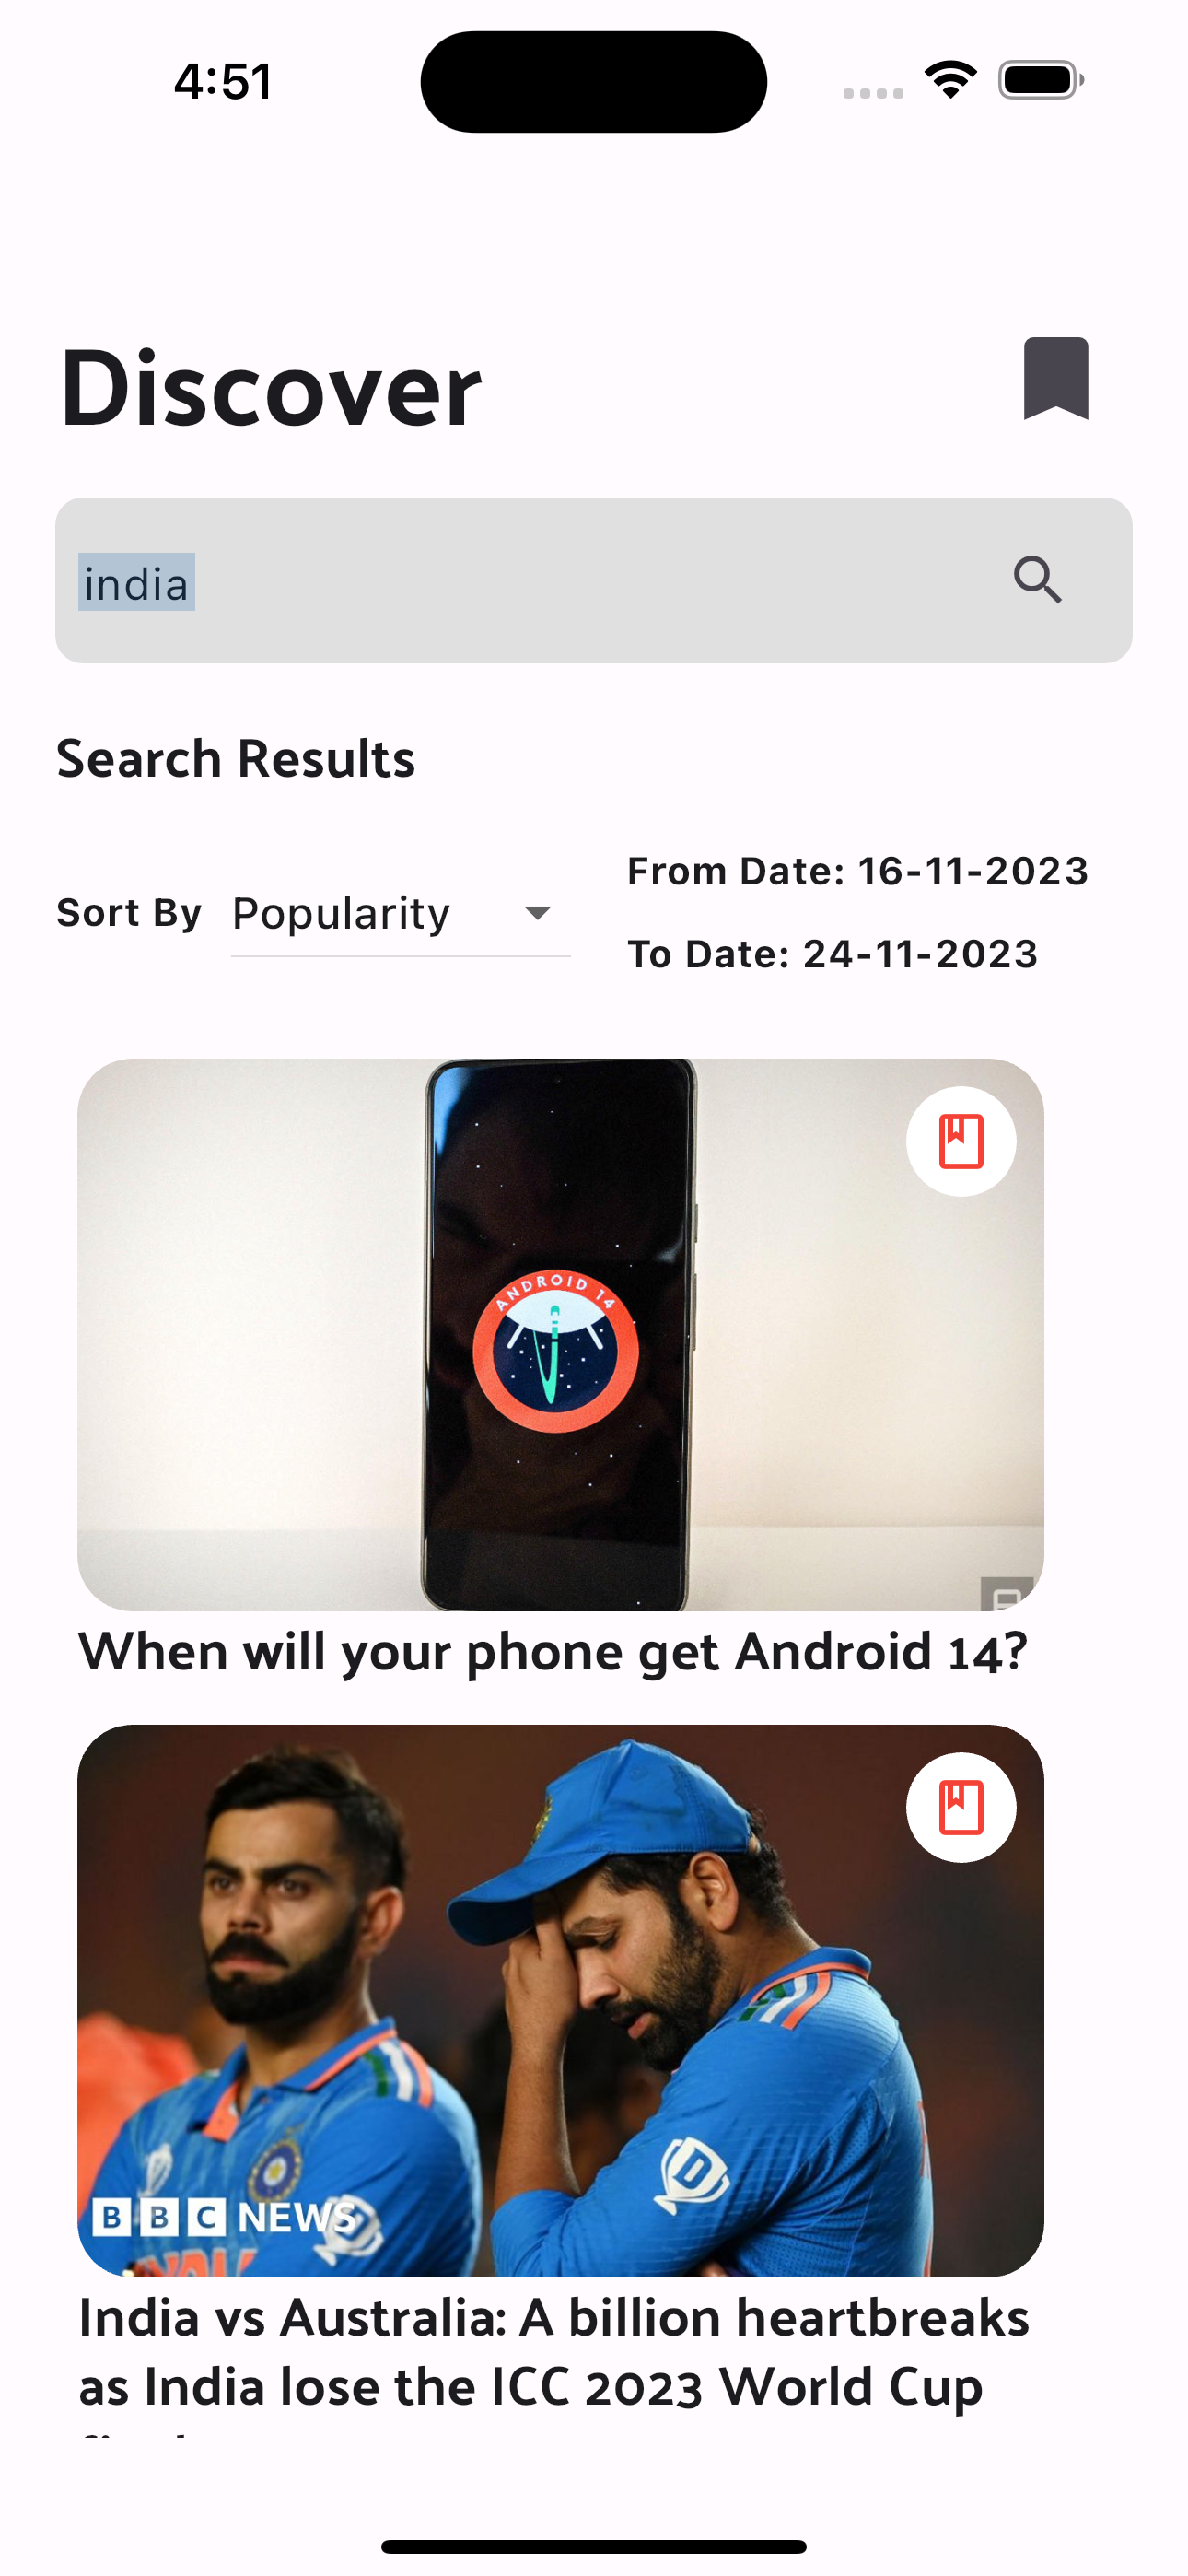 4:51
Discover
india
Search Results
Sort By Popularity
From Date: 16-11-2023
To Date: 24-11-2023
ANDROID 14
When will your phone get Android 14?
BBC NEWS
D
India vs Australia: A billion heartbreaks
as India lose the ICC 2023 World Cup